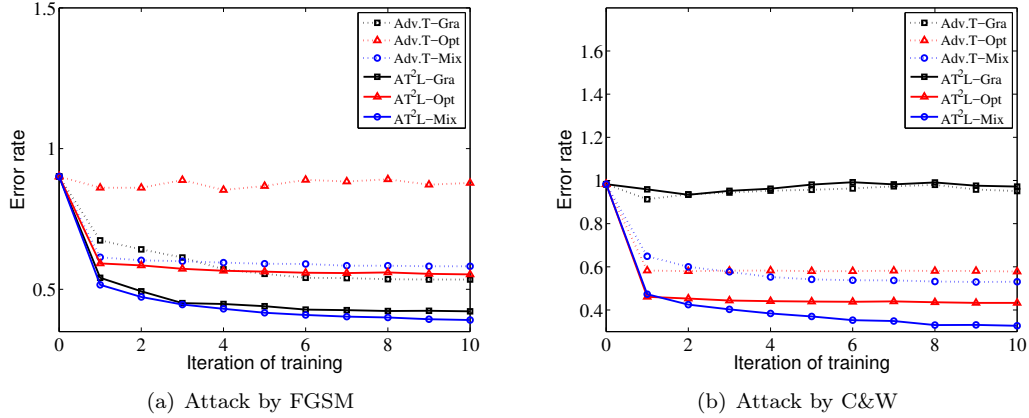 1.5
1
0.5
0
2
4
6
8
10
Error rate
Iteration of training
Adv.T−Gra
Adv.T−Opt
Adv.T−Mix
AT²L−Gra
AT²L−Opt
AT²L−Mix
(a) Attack by FGSM
1.6
1.4
1.2
1
0.8
0.6
0.4
0
2
4
6
8
10
Error rate
Iteration of training
Adv.T−Gra
Adv.T−Opt
Adv.T−Mix
AT²L−Gra
AT²L−Opt
AT²L−Mix
(b) Attack by C&W